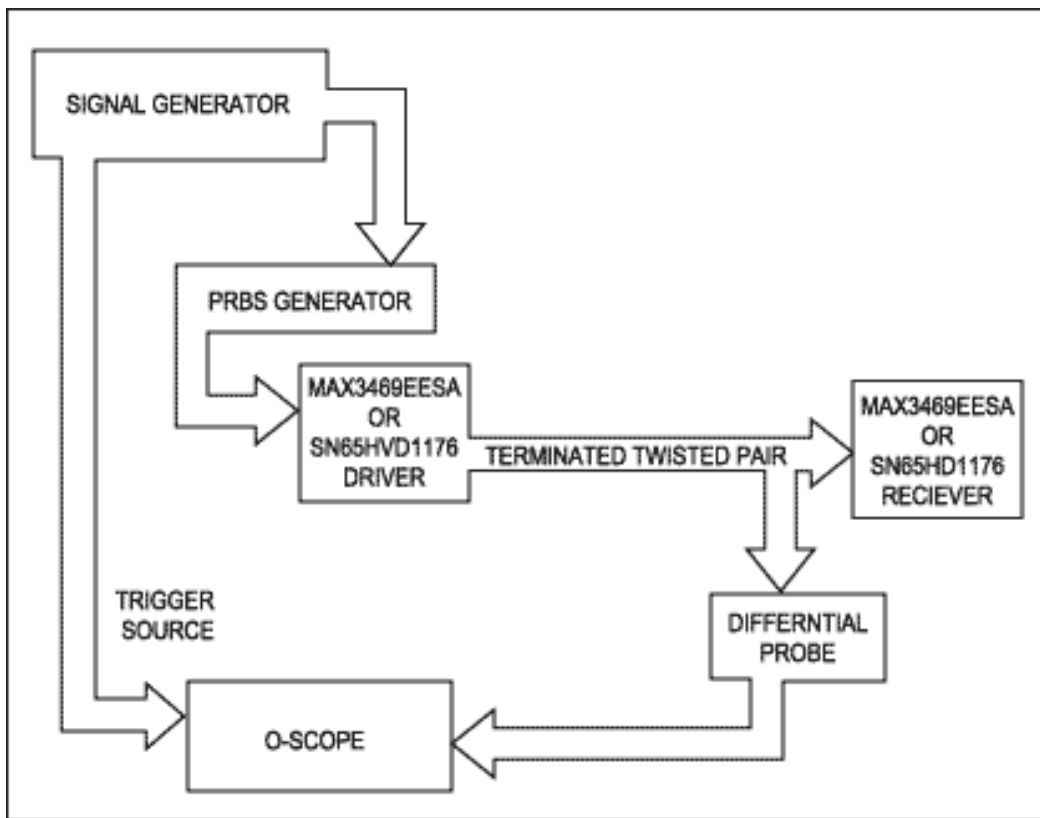 SIGNAL GENERATOR
PRBS GENERATOR
MAX3469EESA
OR
SN65HVD1176
DRIVER
TERMINATED TWISTED PAIR
MAX3469EESA
OR
SN65HD1176
RECIEVER
TRIGGER
SOURCE
DIFFERNTIAL
PROBE
O-SCOPE